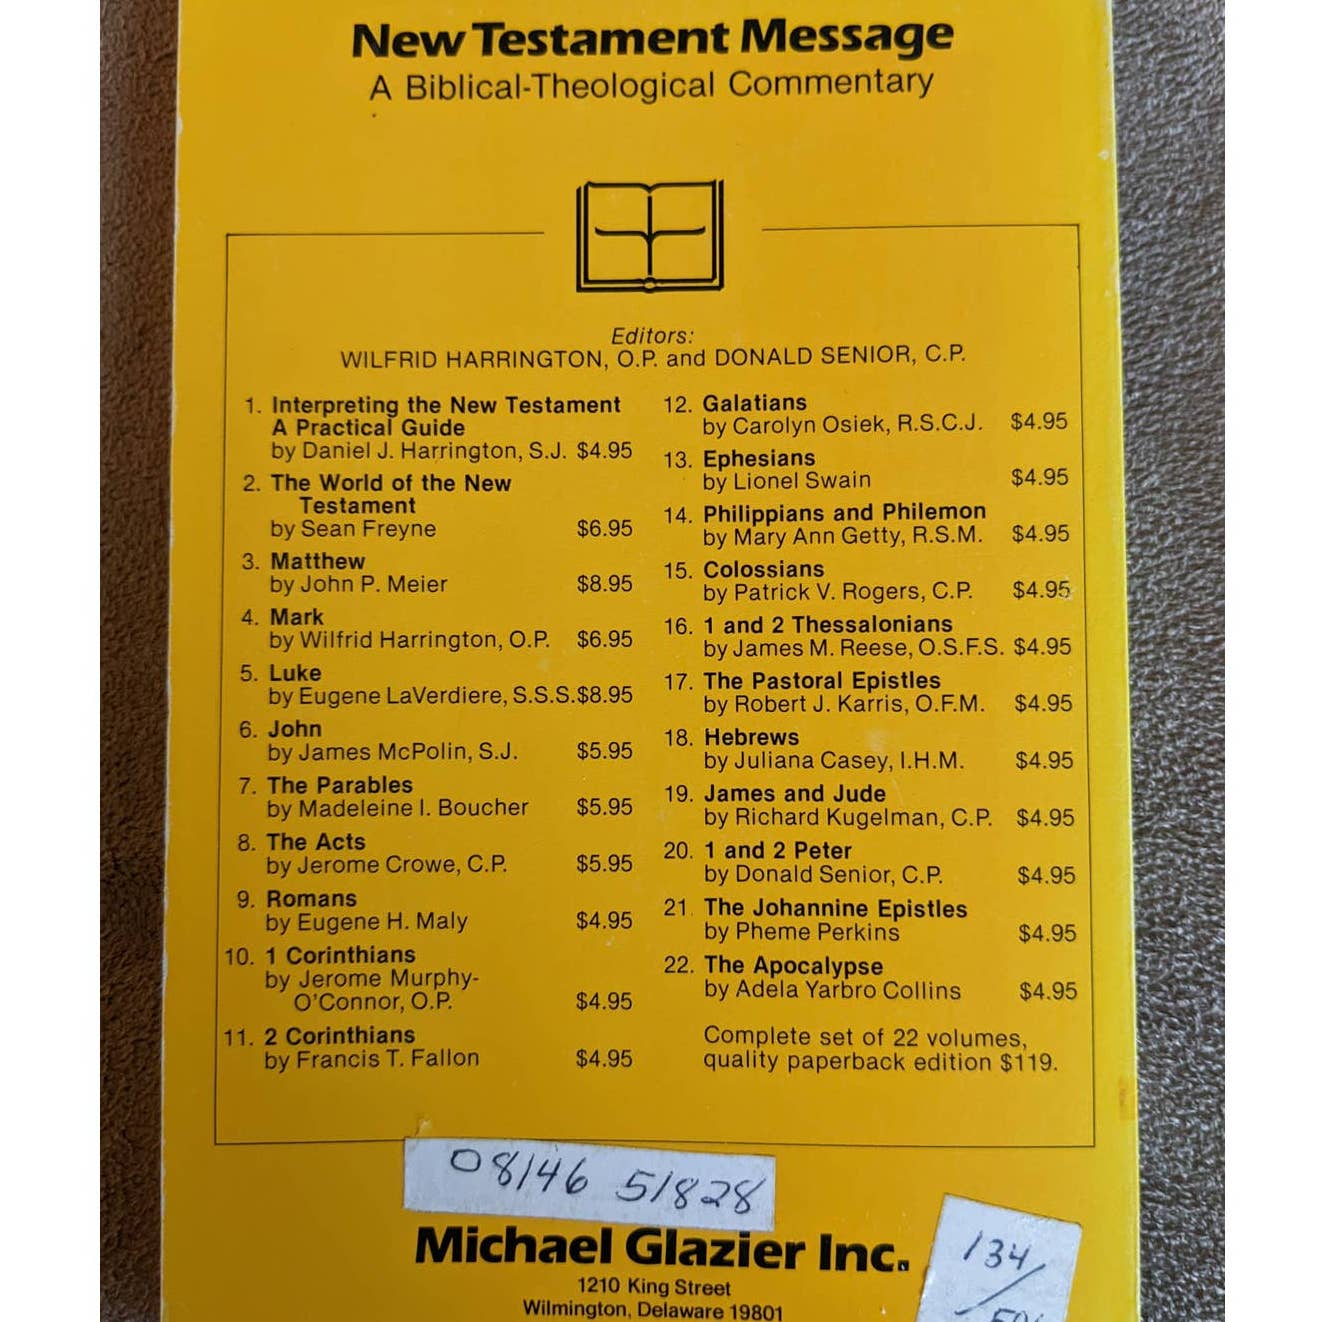 New Testament Message
A Biblical-Theological Commentary
Editors:
WILFRID HARRINGTON, O.P. and DONALD SENIOR, C.P.
1. Interpreting the New Testament
A Practical Guide
by Daniel J. Harrington, S.J. $4.95
2. The World of the New
Testament
by Sean Freyne $6.95
3. Matthew
by John P. Meier $8.95
4. Mark
by Wilfrid Harrington, O.P. $6.95
5. Luke
by Eugene LaVerdiere, S.S.S. $8.95
6. John
by James McPolin, S.J. $5.95
7. The Parables
by Madeleine I. Boucher $5.95
8. The Acts
by Jerome Crowe, C.P. $5.95
9. Romans
by Eugene H. Maly $4.95
10. 1 Corinthians
by Jerome Murphy-
O'Connor, O.P. $4.95
11. 2 Corinthians
by Francis T. Fallon $4.95
12. Galatians
by Carolyn Osiek, R.S.C.J. $4.95
13. Ephesians
by Lionel Swain $4.95
14. Philippians and Philemon
by Mary Ann Getty, R.S.M. $4.95
15. Colossians
by Patrick V. Rogers, C.P. $4.95
16. 1 and 2 Thessalonians
by James M. Reese, O.S.F.S. $4.95
17. The Pastoral Epistles
by Robert J. Karris, O.F.M. $4.95
18. Hebrews
by Juliana Casey, I.H.M. $4.95
19. James and Jude
by Richard Kugelman, C.P. $4.95
20. 1 and 2 Peter
by Donald Senior, C.P. $4.95
21. The Johannine Epistles
by Pheme Perkins $4.95
22. The Apocalypse
by Adela Yarbro Collins $4.95
Complete set of 22 volumes,
quality paperback edition $119.
08146 51828
Michael Glazier Inc.
1210 King Street
Wilmington, Delaware 19801
134/